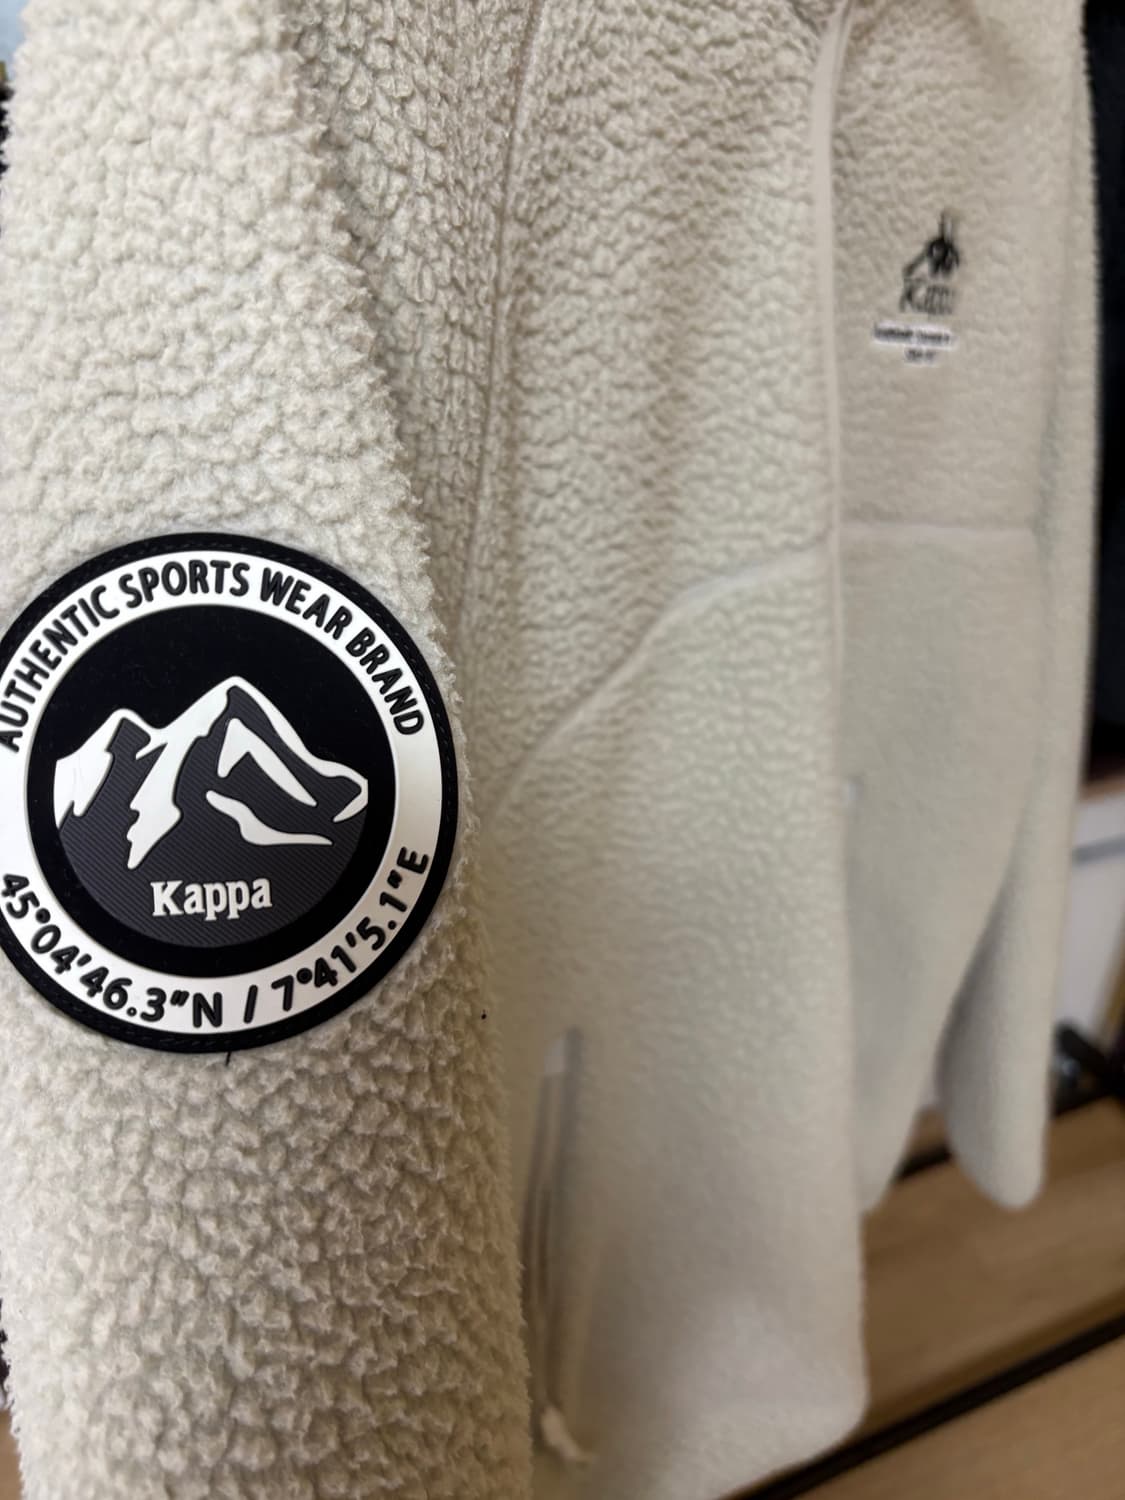 AUTHENTIC SPORTS WEAR BRAND
Kappa
45°04'46.3"N / 7°41'5.1"E